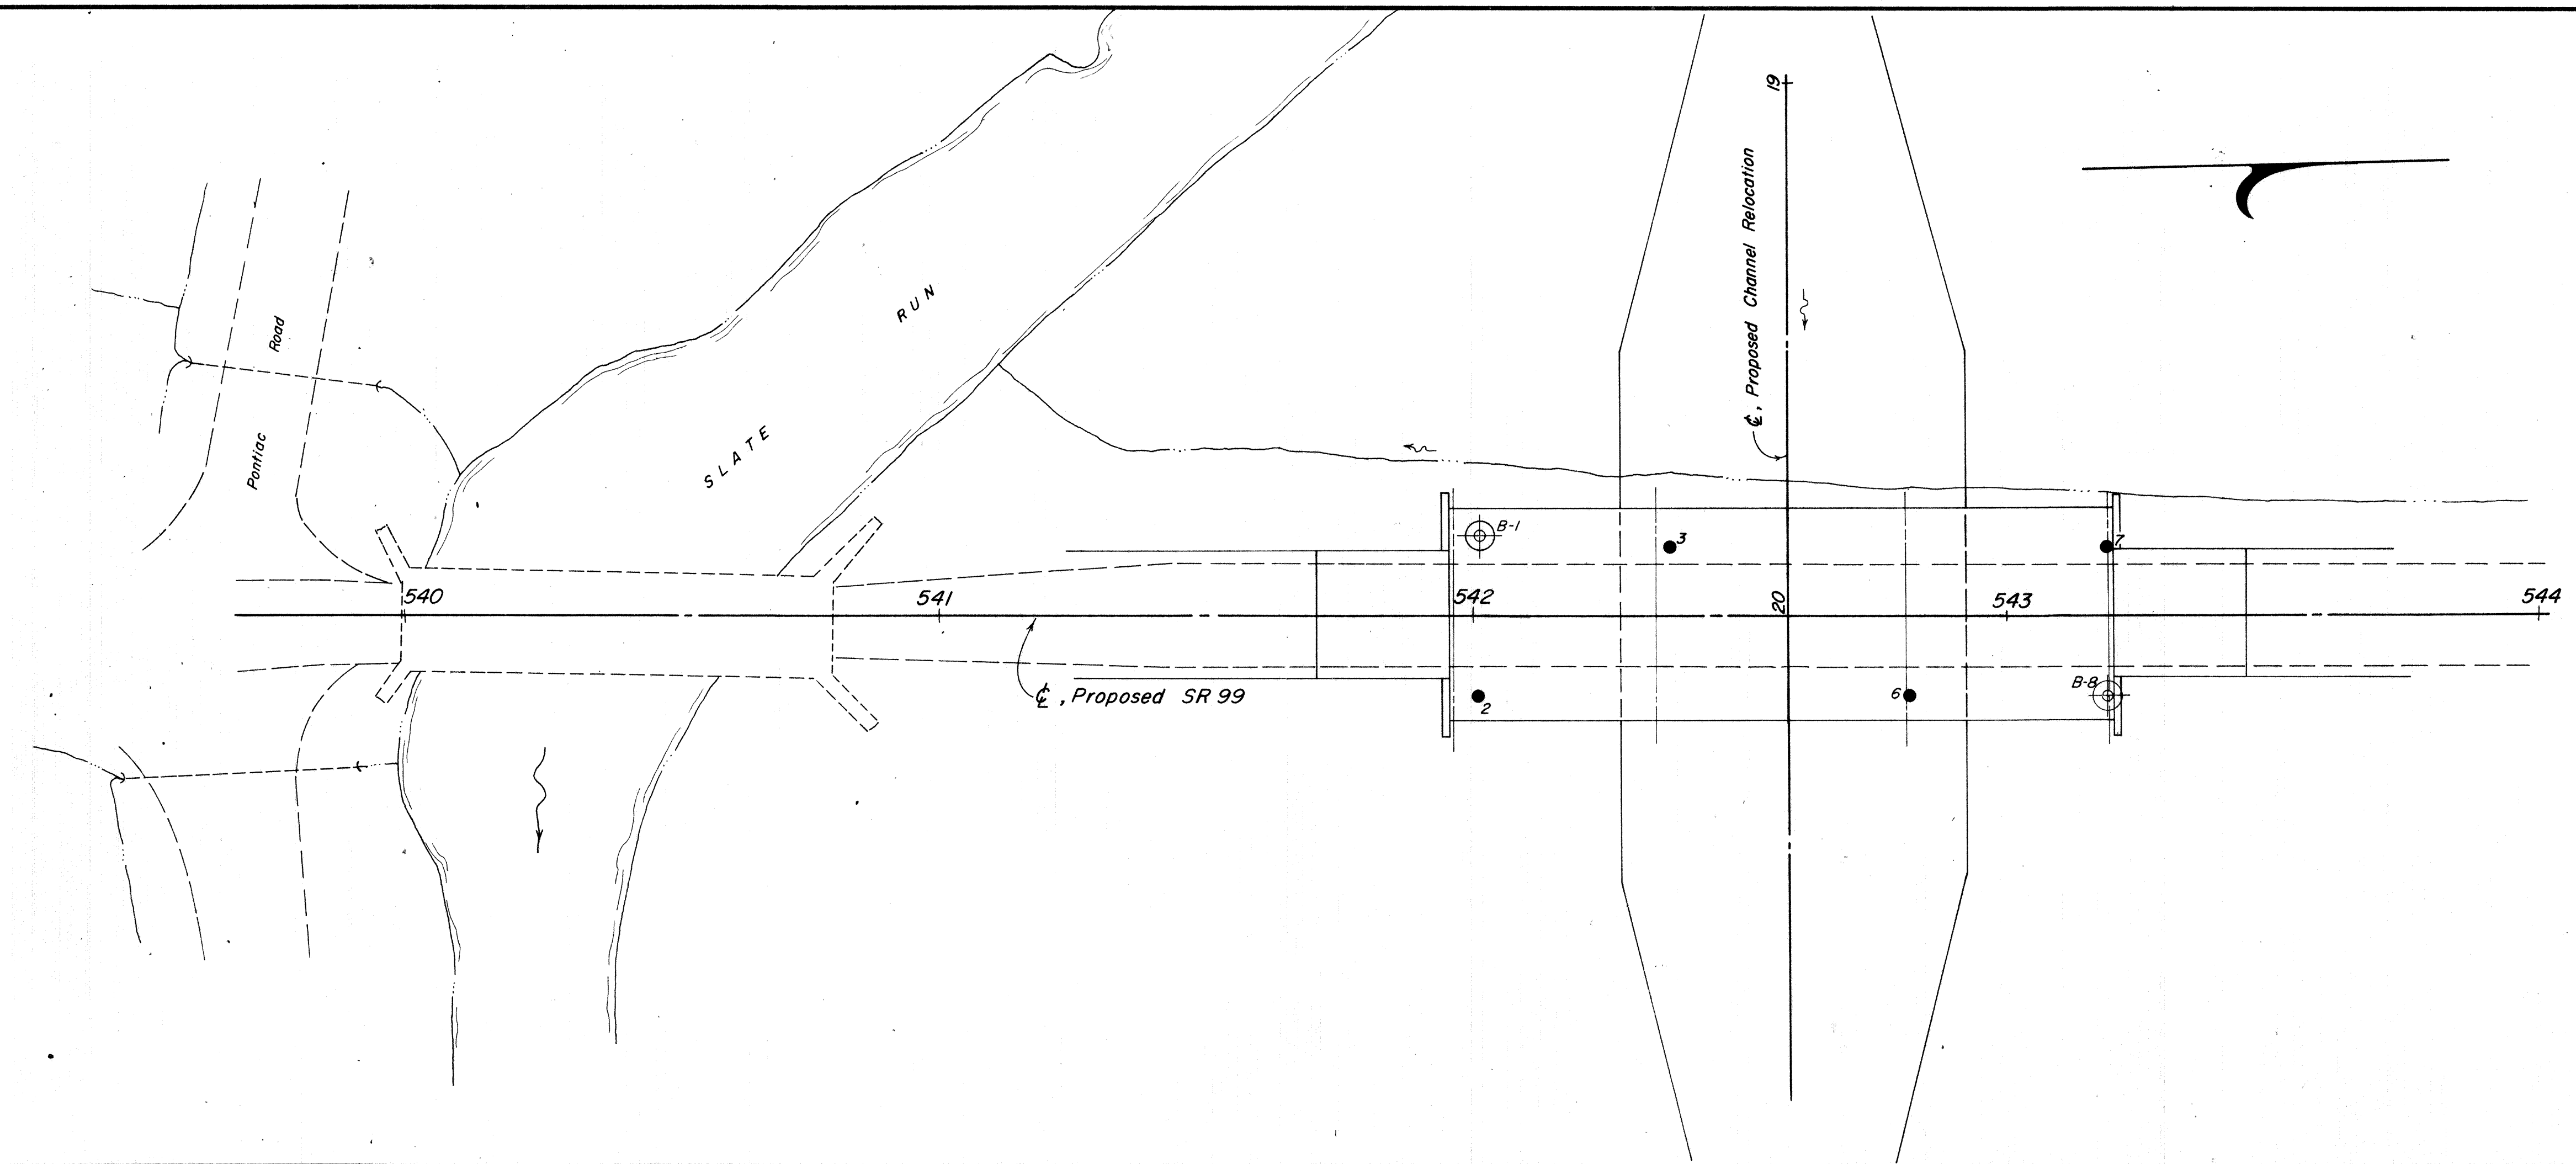 19
℄, Proposed Channel Relocation
RUN
SLATE
Road
Pontiac
B-1
3
7
540
541
542
20
543
544
℄, Proposed SR 99
2
6
B-8